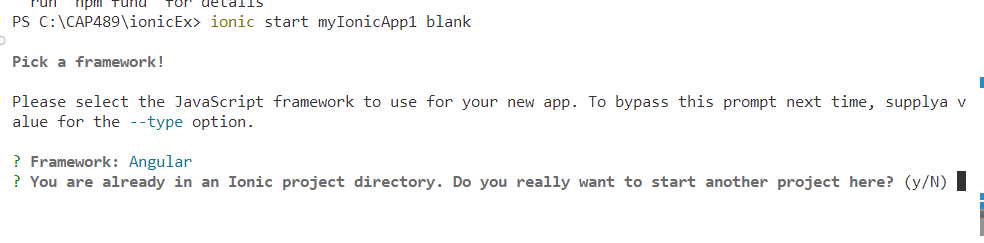 run `npm fund` for details
PS C:\CAP489\ionicEx> ionic start myIonicApp1 blank
Pick a framework!
Please select the JavaScript framework to use for your new app. To bypass this prompt next time, supplya v
alue for the --type option.
? Framework: Angular
? You are already in an Ionic project directory. Do you really want to start another project here? (y/N)